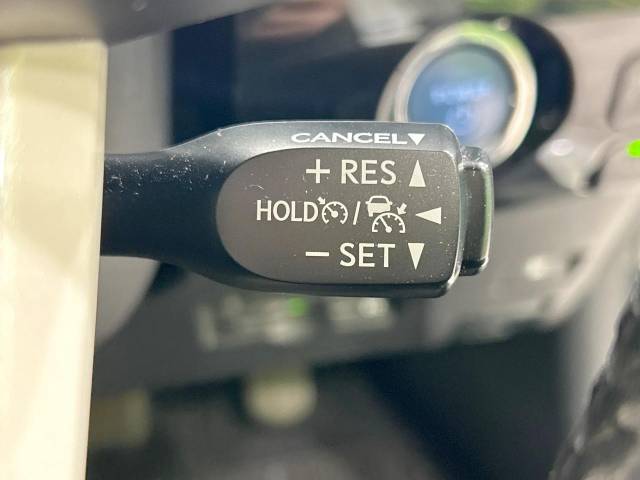 CANCEL▼
+ RES ▲
HOLD / ◄
− SET ▼